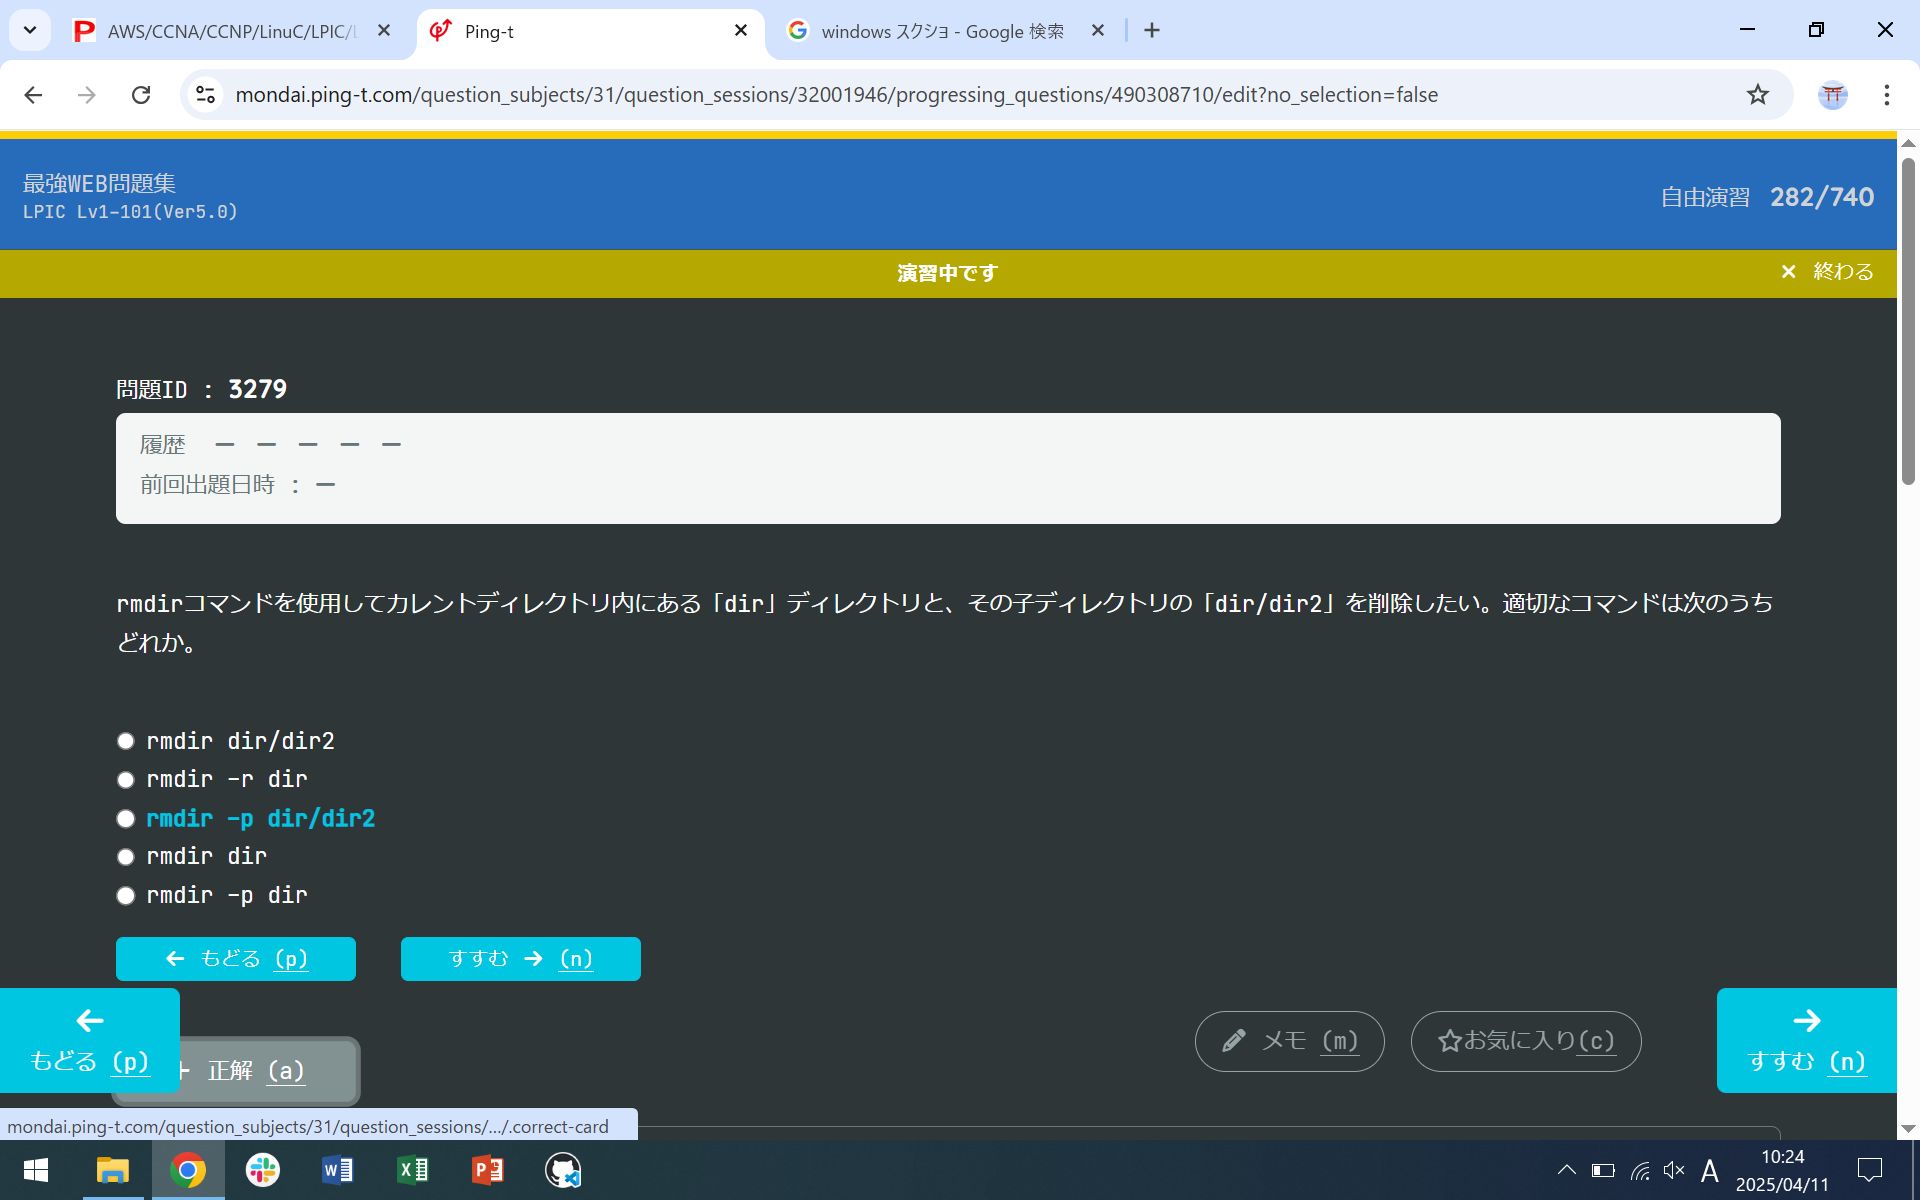 AWS/CCNA/CCNP/LinuC/LPIC/
Ping-t
windows スクショ - Google 検索
mondai.ping-t.com/question_subjects/31/question_sessions/32001946/progressing_questions/490308710/edit?no_selection=false
最強WEB問題集
LPIC Lv1-101(Ver5.0)
自由演習 282/740
演習中です
× 終わる
問題ID : 3279
履歴 ー ー ー ー ー
前回出題日時 : ー
rmdirコマンドを使用してカレントディレクトリ内にある「dir」ディレクトリと、その子ディレクトリの「dir/dir2」を削除したい。適切なコマンドは次のうち
どれか。
rmdir dir/dir2
rmdir -r dir
rmdir -p dir/dir2
rmdir dir
rmdir -p dir
← もどる (p)
すすむ → (n)
← もどる (p)
正解 (a)
メモ (m)
☆お気に入り(c)
→ すすむ (n)
mondai.ping-t.com/question_subjects/31/question_sessions/.../.correct-card
A
10:24
2025/04/11